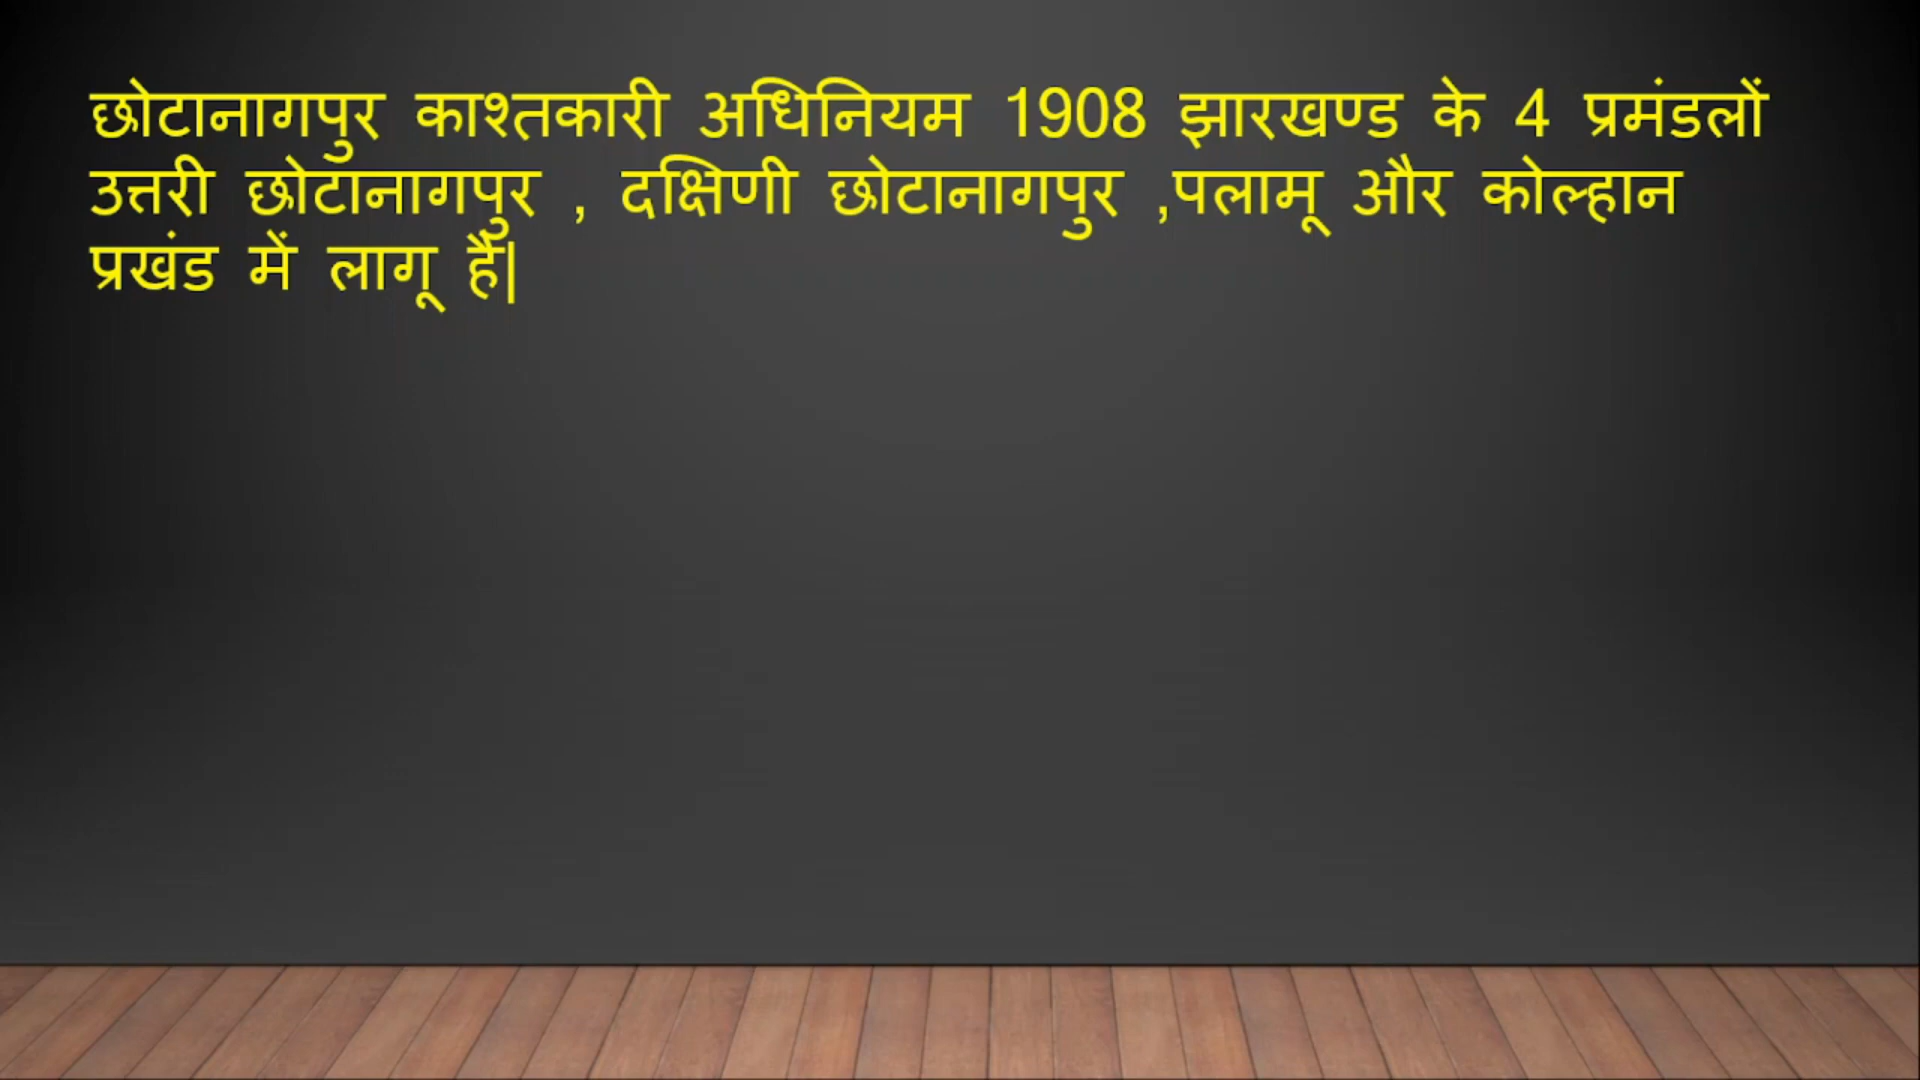 छोटानागपुर काश्तकारी अधिनियम 1908 झारखण्ड के 4 प्रमंडलों
उत्तरी छोटानागपुर , दक्षिणी छोटानागपुर ,पलामू और कोल्हान
प्रखंड में लागू हैं|